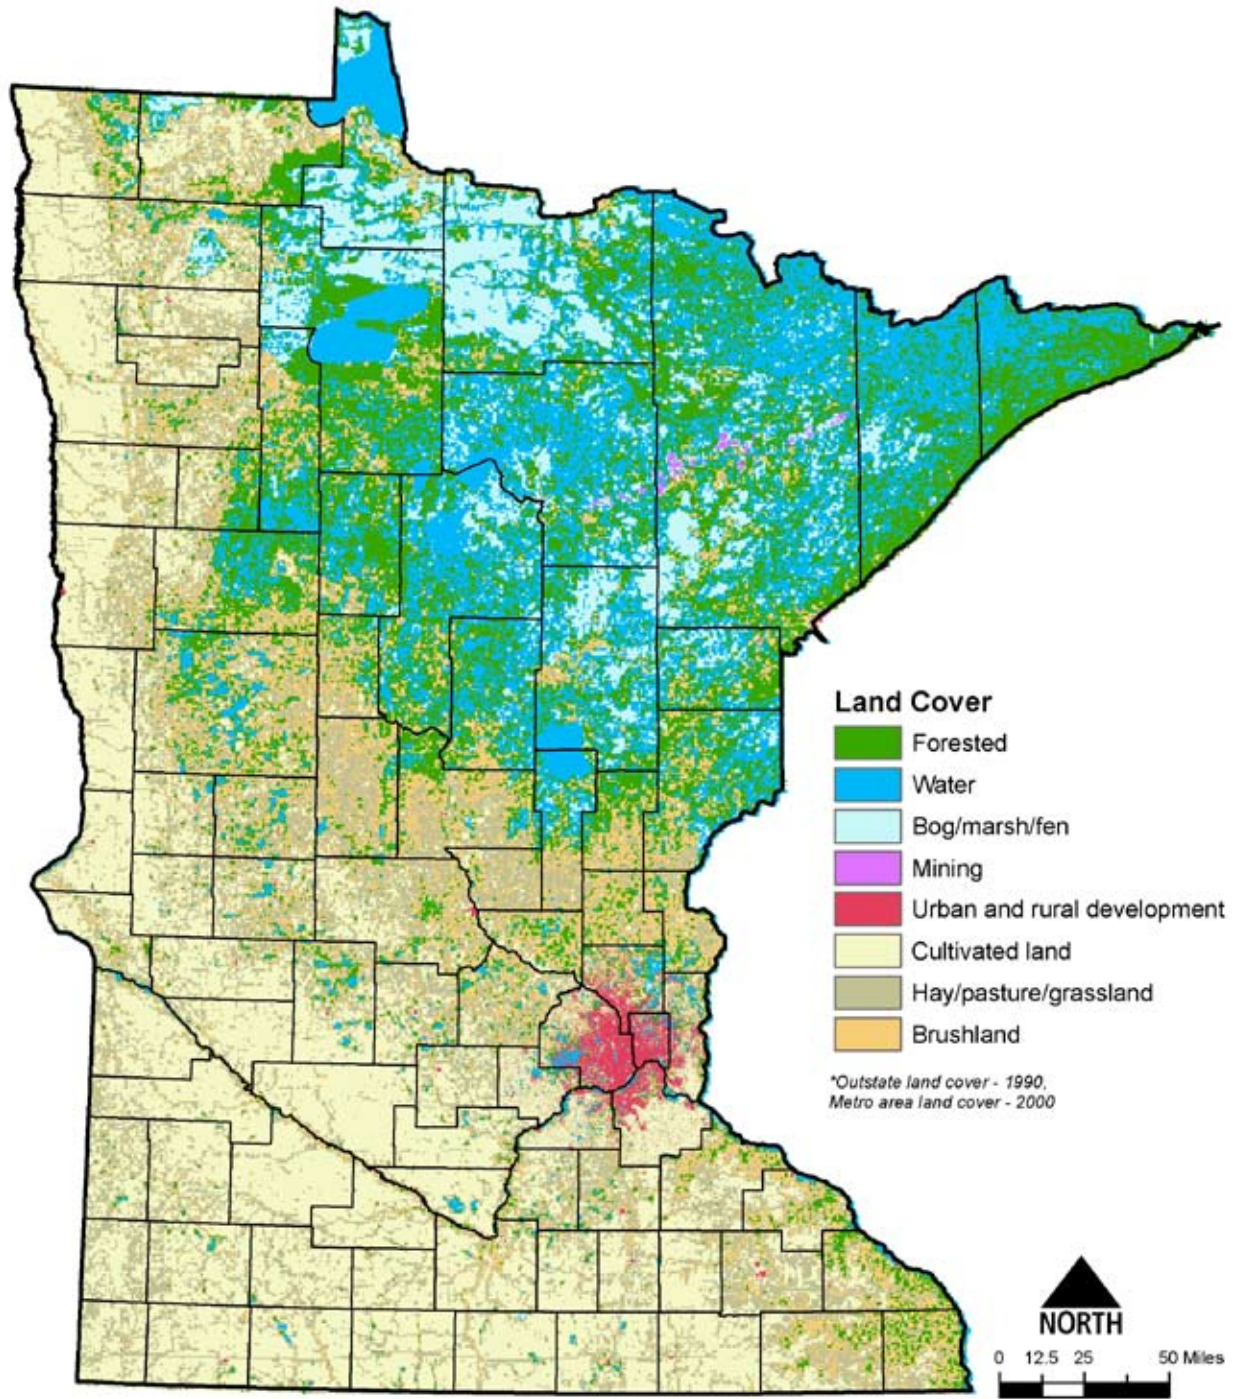 Land Cover
Forested
Water
Bog/marsh/fen
Mining
Urban and rural development
Cultivated land
Hay/pasture/grassland
Brushland
*Outstate land cover - 1990,
Metro area land cover - 2000
NORTH
0 12.5 25 50 Miles